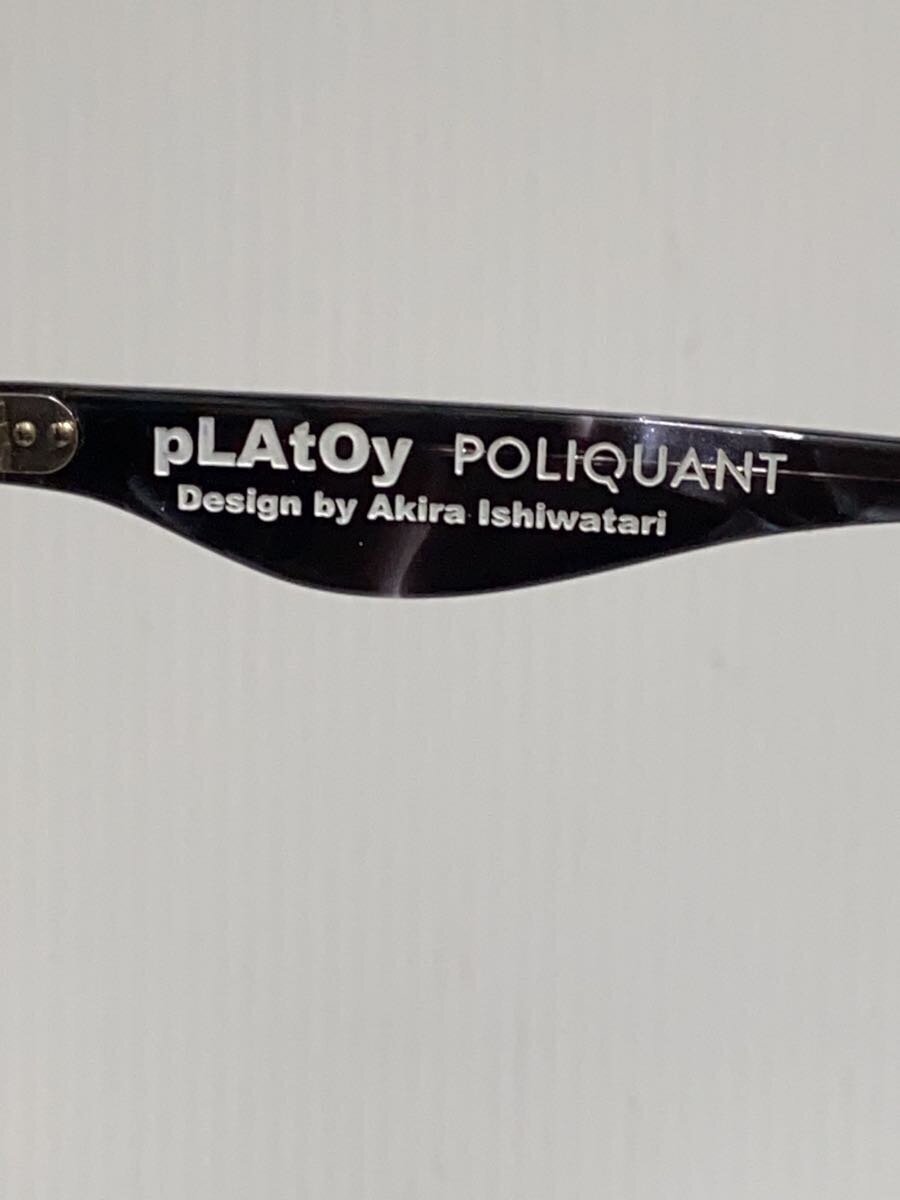 pLAtOy POLIQUANT
Design by Akira Ishiwatari